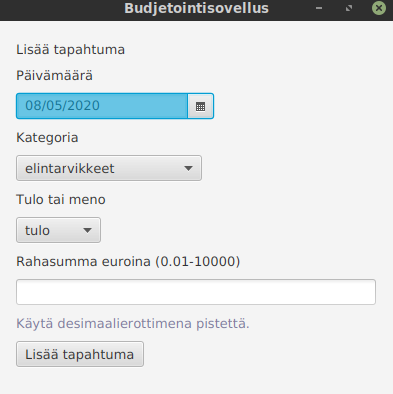 Budjetointisovellus
Lisää tapahtuma
Päivämäärä
08/05/2020
Kategoria
elintarvikkeet
Tulo tai meno
tulo
Rahasumma euroina (0.01-10000)
Käytä desimaalierottimena pistettä.
Lisää tapahtuma